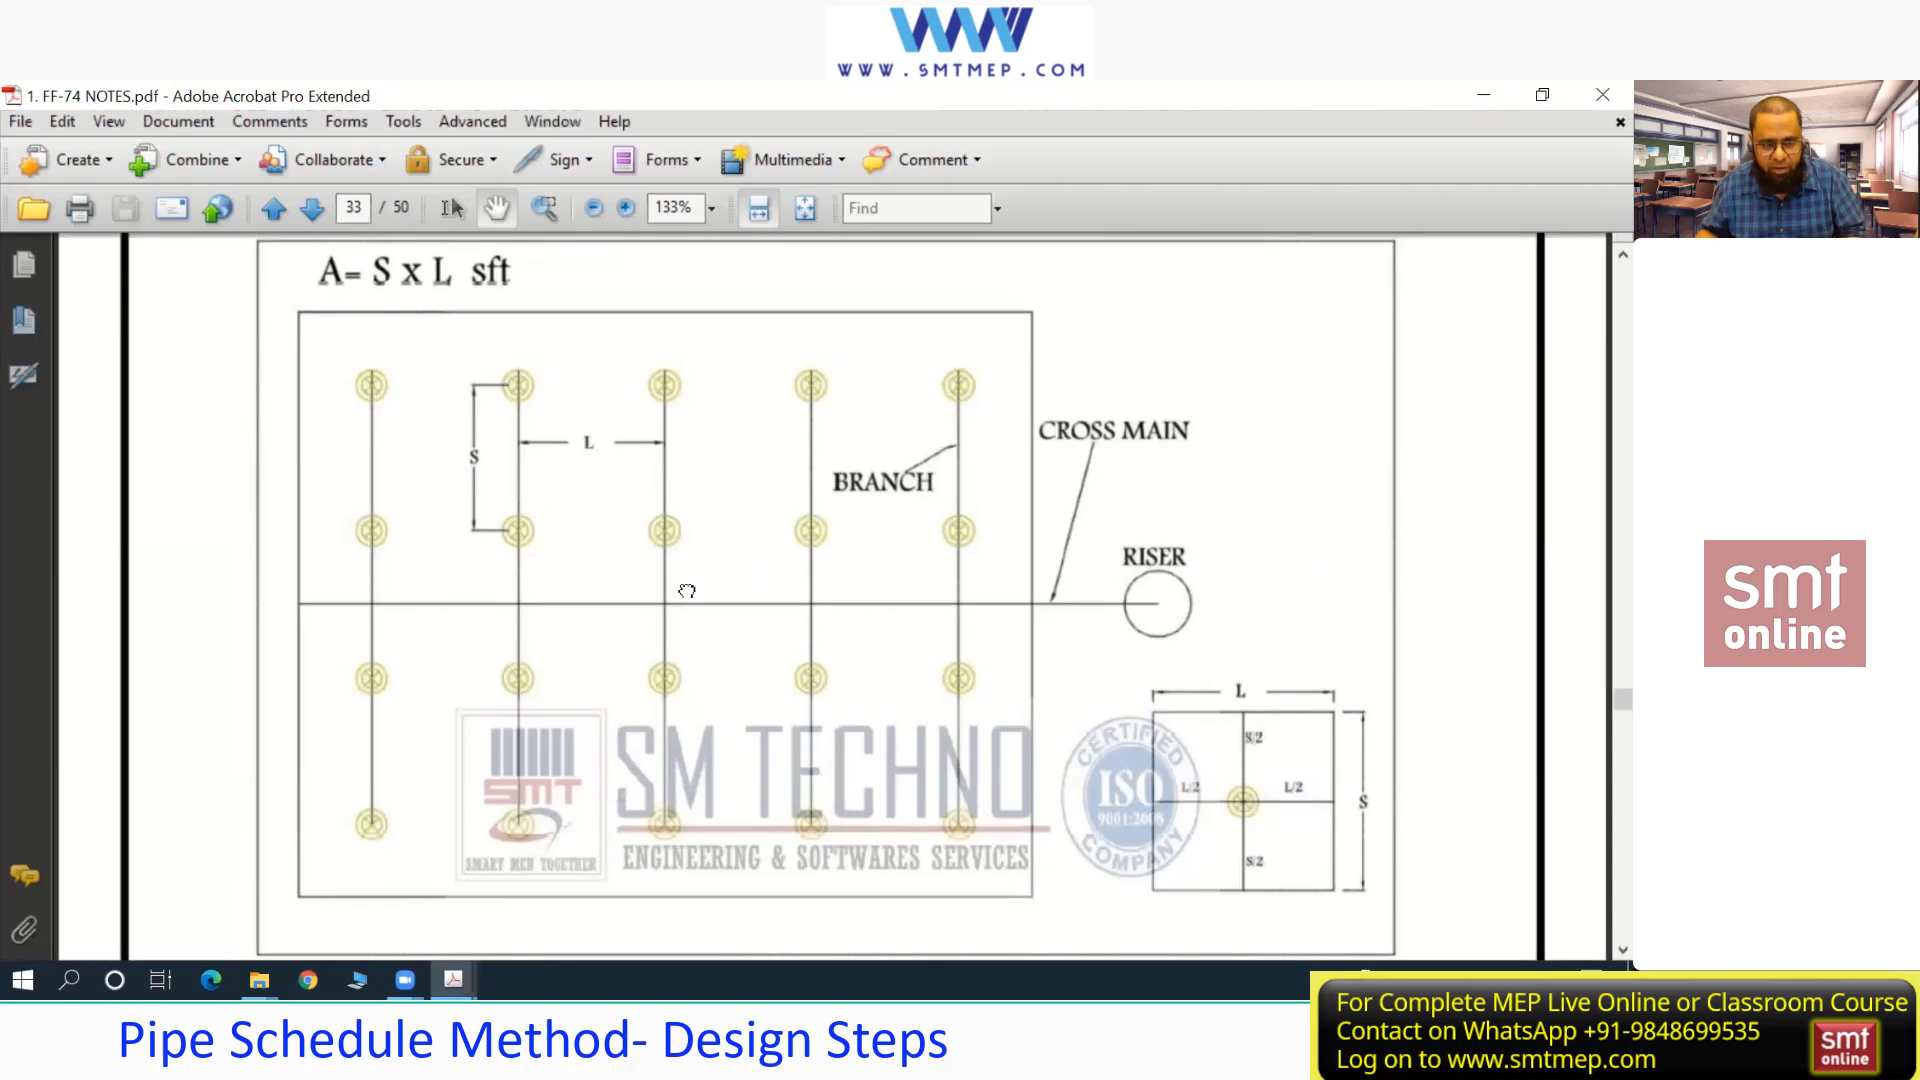 WWW.SMTMEP.COM
1. FF-74 NOTES.pdf - Adobe Acrobat Pro Extended
File Edit View Document Comments Forms Tools Advanced Window Help
Create Combine Collaborate Secure Sign Forms Multimedia Comment
33 / 50 133% Find
A= S x L sft
S
L
BRANCH
CROSS MAIN
RISER
L
S/2
L/2 L/2
S
S/2
SMT
SMART MEN TOGETHER
SM TECHNO
ENGINEERING & SOFTWARES SERVICES
CERTIFIED
ISO
9001:2008
COMPANY
smt
online
Pipe Schedule Method- Design Steps
For Complete MEP Live Online or Classroom Course
Contact on WhatsApp +91-9848699535
Log on to www.smtmep.com
smt
online